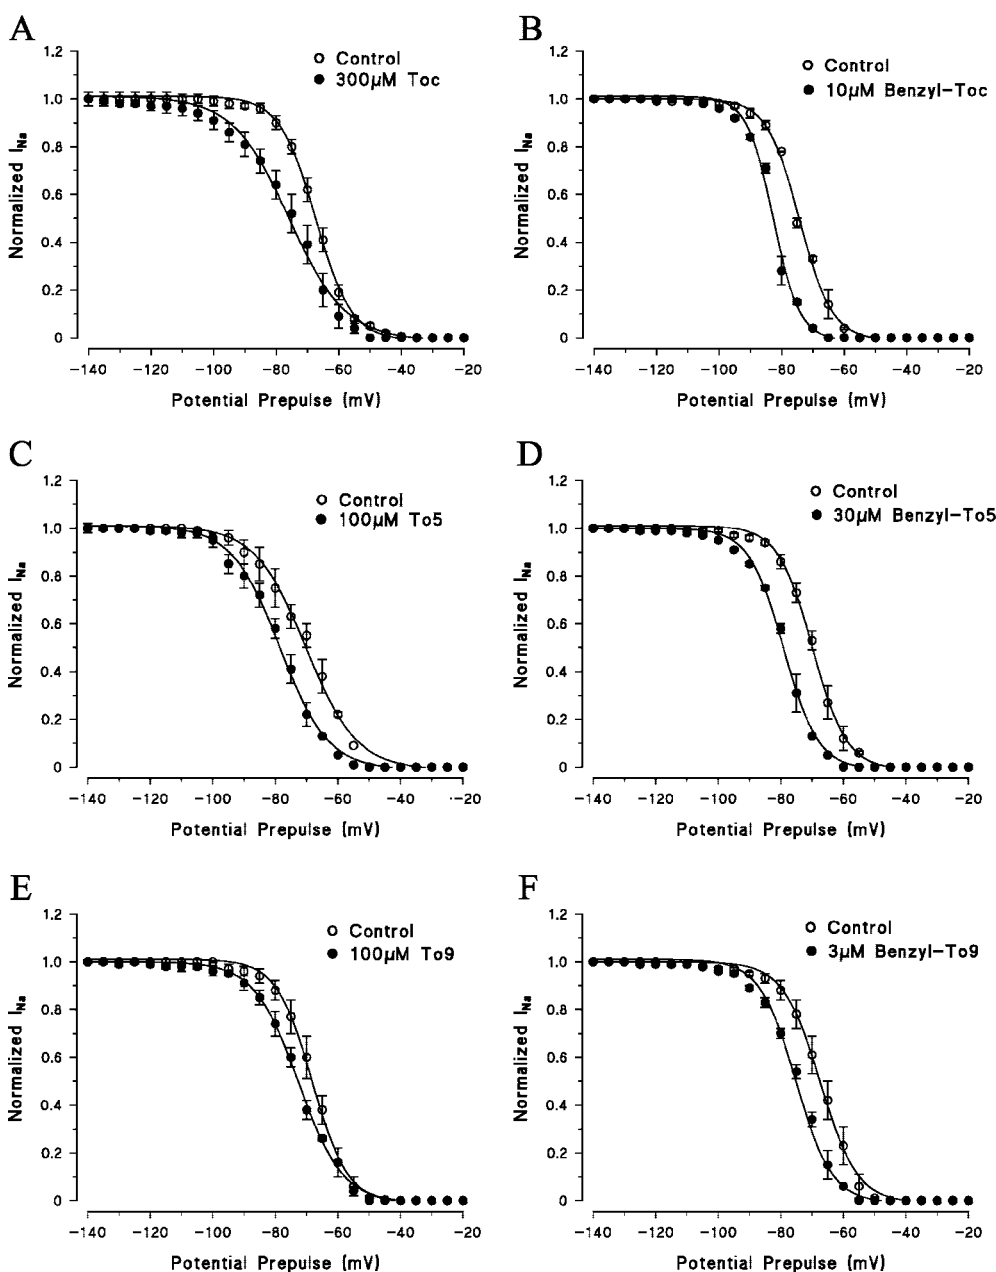 A
1.2
1.0
0.8
0.6
0.4
0.2
0
Normalized I_Na
○ Control
● 300μM Toc
−140 −120 −100 −80 −60 −40 −20
Potential Prepulse (mV)
B
1.2
1.0
0.8
0.6
0.4
0.2
0
Normalized I_Na
○ Control
● 10μM Benzyl−Toc
−140 −120 −100 −80 −60 −40 −20
Potential Prepulse (mV)
C
1.2
1.0
0.8
0.6
0.4
0.2
0
Normalized I_Na
○ Control
● 100μM To5
−140 −120 −100 −80 −60 −40 −20
Potential Prepulse (mV)
D
1.2
1.0
0.8
0.6
0.4
0.2
0
Normalized I_Na
○ Control
● 30μM Benzyl−To5
−140 −120 −100 −80 −60 −40 −20
Potential Prepulse (mV)
E
1.2
1.0
0.8
0.6
0.4
0.2
0
Normalized I_Na
○ Control
● 100μM To9
−140 −120 −100 −80 −60 −40 −20
Potential Prepulse (mV)
F
1.2
1.0
0.8
0.6
0.4
0.2
0
Normalized I_Na
○ Control
● 3μM Benzyl−To9
−140 −120 −100 −80 −60 −40 −20
Potential Prepulse (mV)